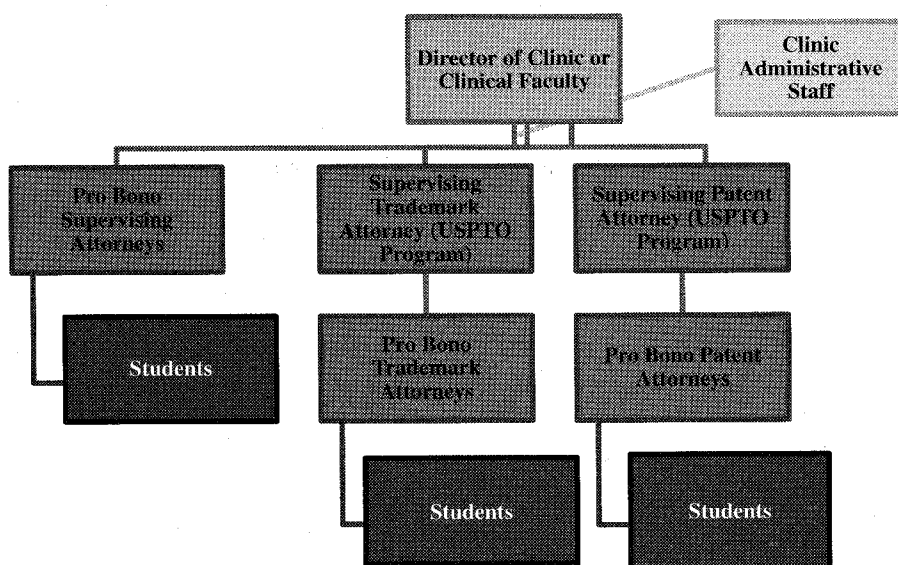 Director of Clinic or
Clinical Faculty
Clinic
Administrative
Staff
Pro Bono
Supervising
Attorneys
Supervising
Trademark
Attorney (USPTO
Program)
Supervising Patent
Attorney (USPTO
Program)
Students
Pro Bono
Trademark
Attorneys
Pro Bono Patent
Attorneys
Students
Students